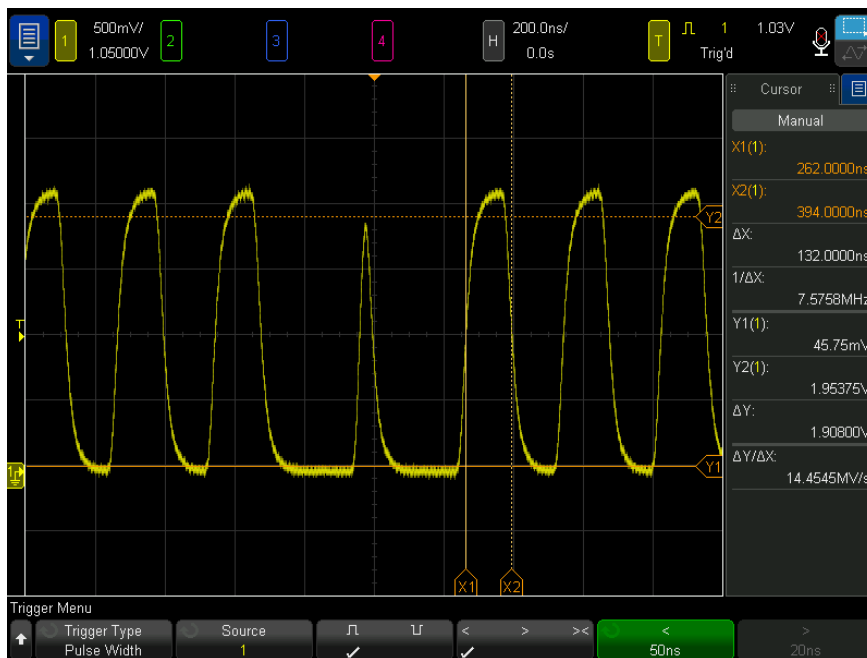 1
500mV/
1.05000V
2
3
4
H
200.0ns/
0.0s
T
1
1.03V
Trig'd
Cursor
Manual
X1(1):
262.0000ns
X2(1):
394.0000ns
ΔX:
132.0000ns
1/ΔX:
7.5758MHz
Y1(1):
45.75mV
Y2(1):
1.95375V
ΔY:
1.90800V
ΔY/ΔX:
14.4545MV/s
Y2
T
1
Y1
X1
X2
Trigger Menu
Trigger Type
Pulse Width
Source
1
< > ><
<
50ns
>
20ns